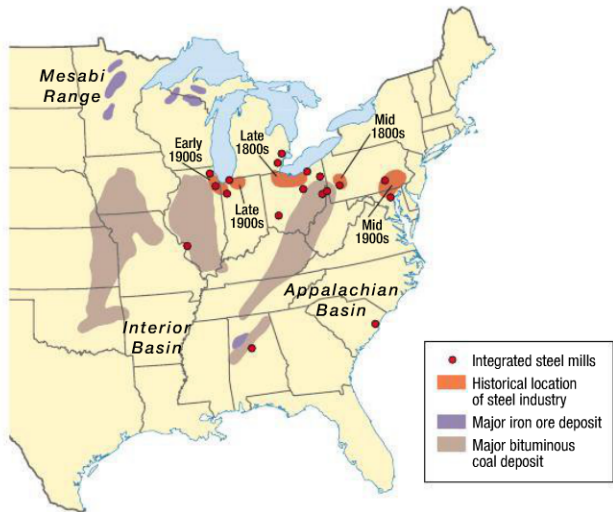 Mesabi
Range
Early
1900s
Late
1800s
Mid
1800s
Late
1900s
Mid
1900s
Appalachian
Basin
Interior
Basin
Integrated steel mills
Historical location
of steel industry
Major iron ore deposit
Major bituminous
coal deposit